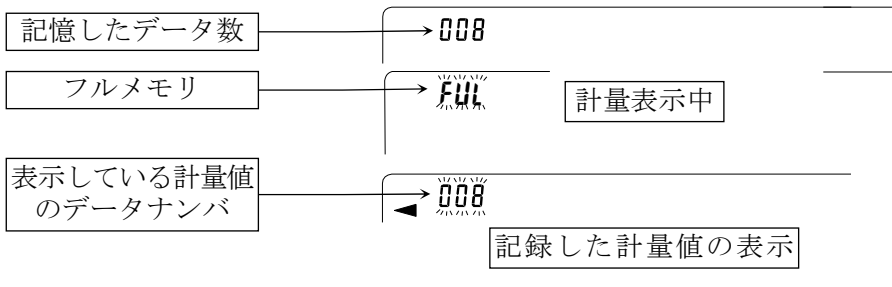 記憶したデータ数
008
フルメモリ
FUL
計量表示中
表示している計量値
のデータナンバ
008
記録した計量値の表示